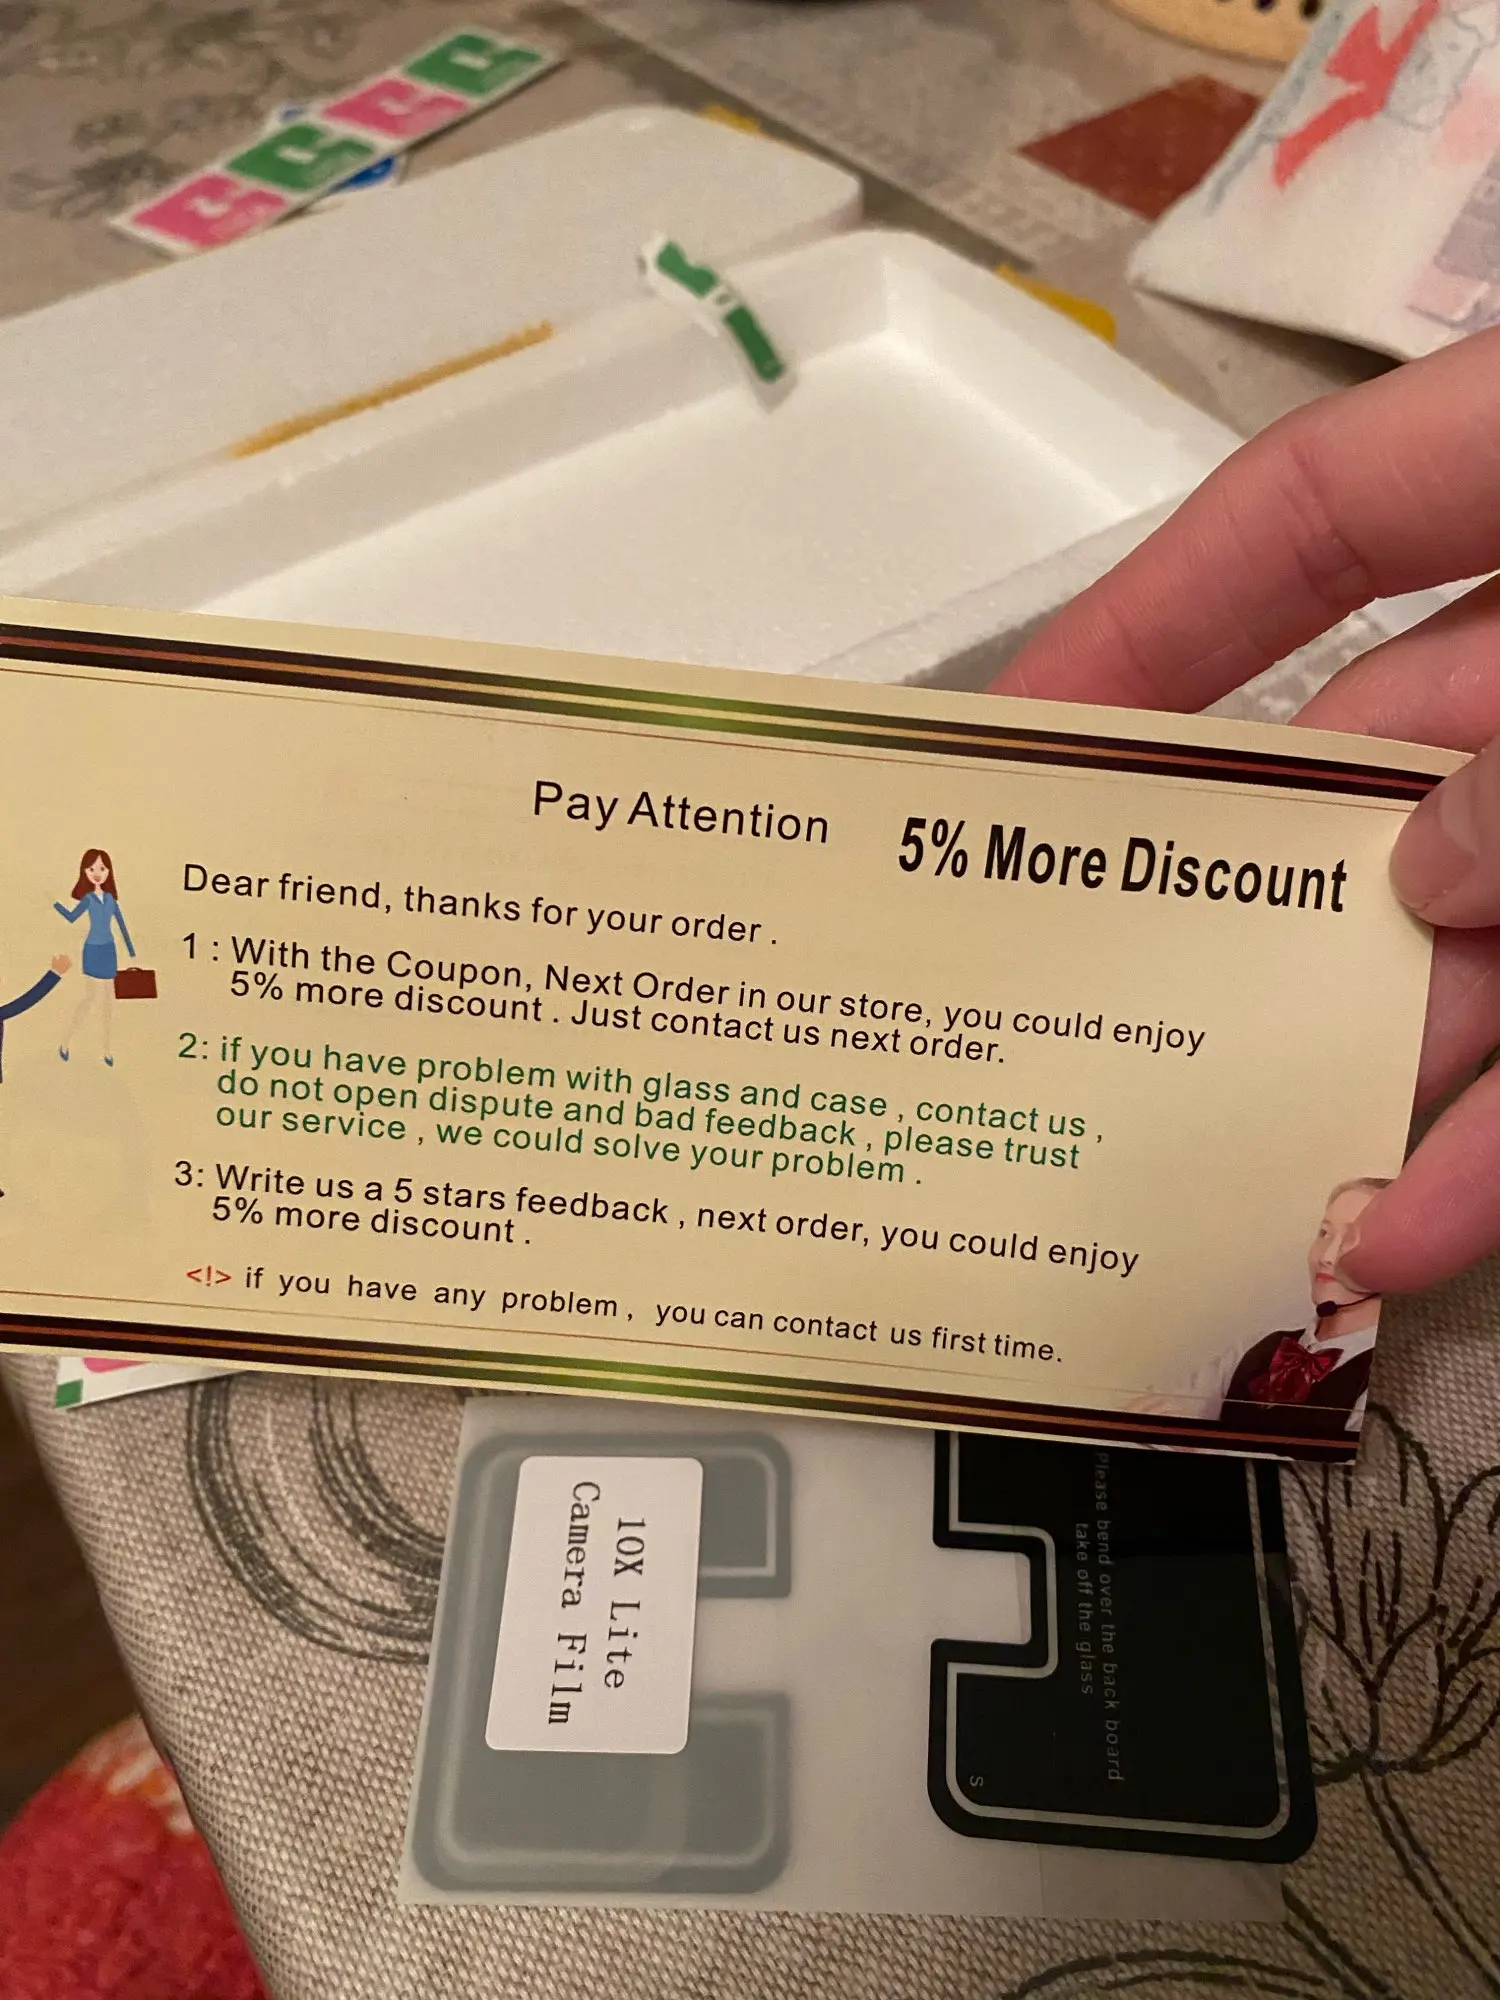 Pay Attention 5% More Discount
Dear friend, thanks for your order .
1 : With the Coupon, Next Order in our store, you could enjoy
5% more discount . Just contact us next order.
2: if you have problem with glass and case , contact us ,
do not open dispute and bad feedback , please trust
our service , we could solve your problem .
3: Write us a 5 stars feedback , next order, you could enjoy
5% more discount .
<!> if you have any problem , you can contact us first time.
10X Lite
Camera Film
Please bend over the back board
take off the glass
S